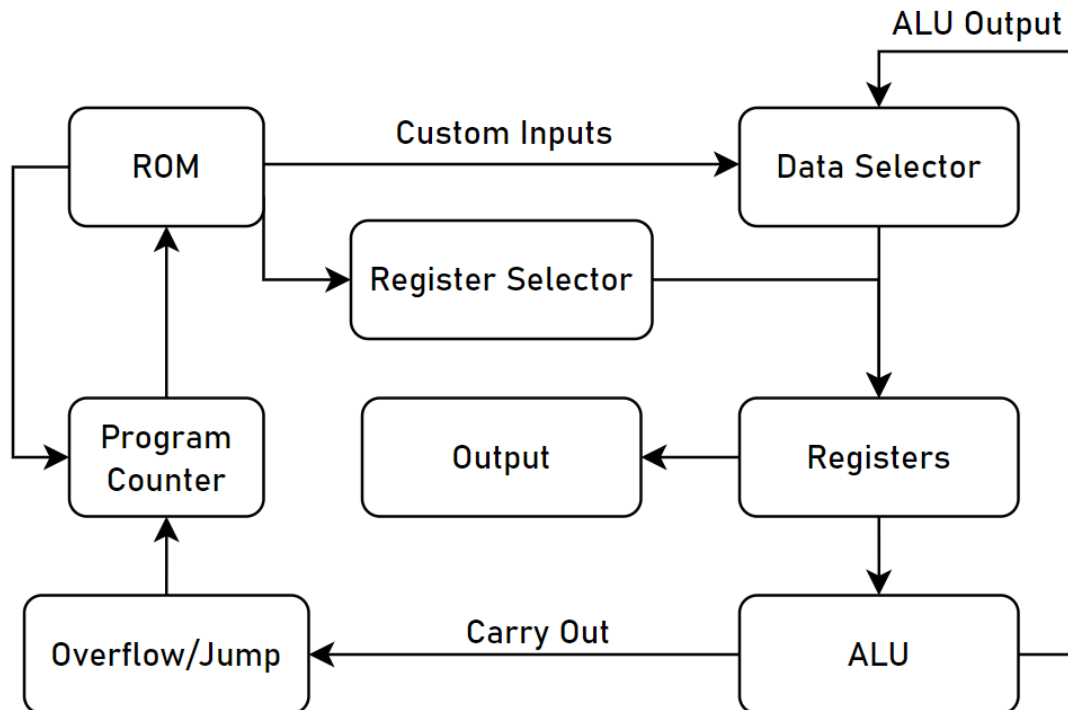 ALU Output
ROM
Custom Inputs
Data Selector
Register Selector
Program
Counter
Output
Registers
Overflow/Jump
Carry Out
ALU